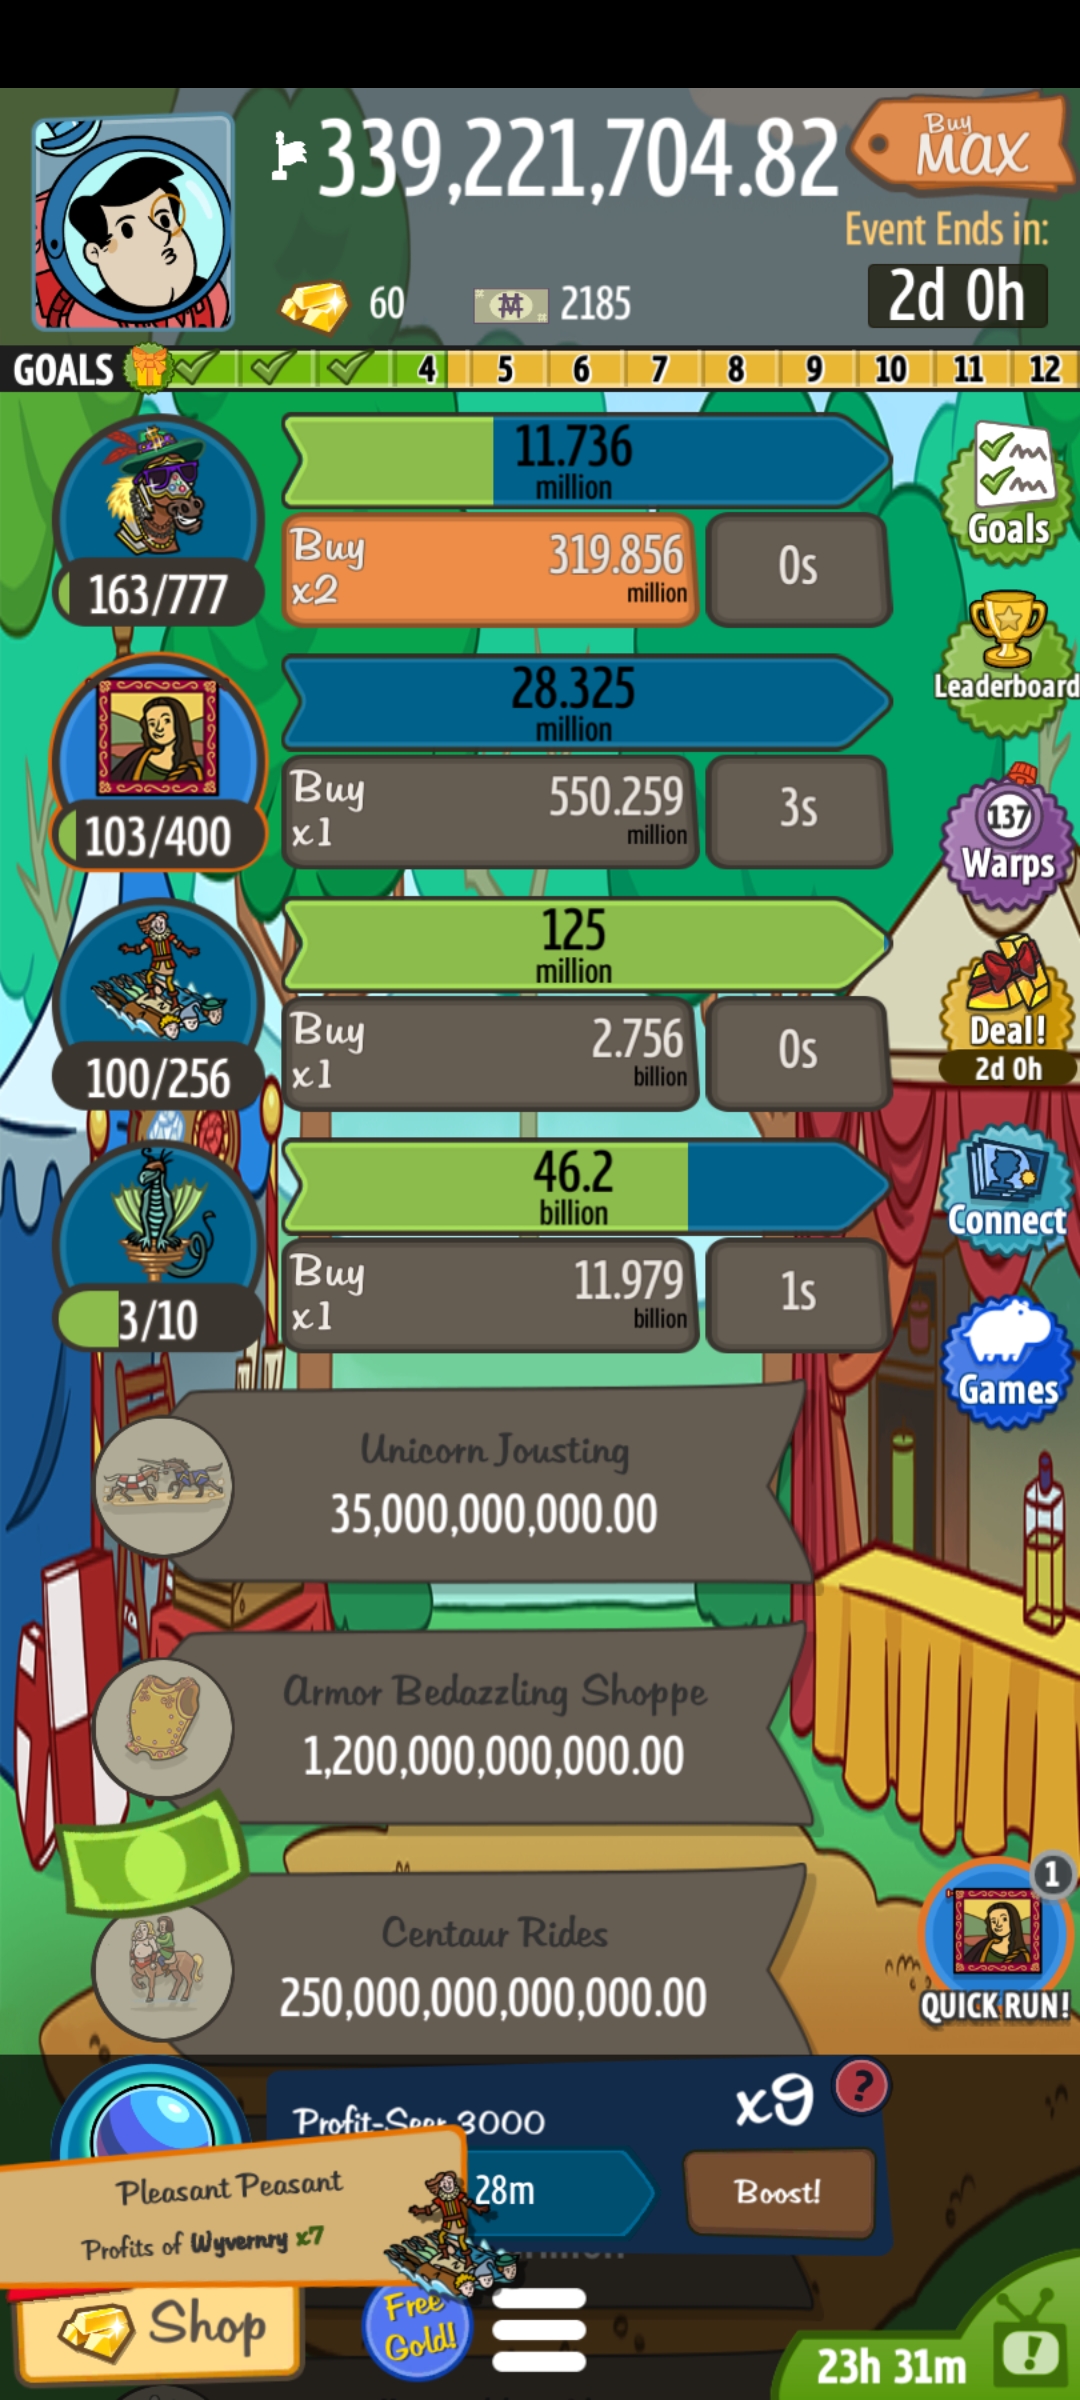 339,221,704.82
Buy
MAX
Event Ends in:
60
2185
2d 0h
GOALS 4 5 6 7 8 9 10 11 12
11.736
million
Buy
x2
319.856
million
0s
163/777
Goals
28.325
million
Leaderboard
Buy
x1
550.259
million
3s
103/400
137
Warps
125
million
Buy
x1
2.756
billion
0s
100/256
Deal!
2d 0h
46.2
billion
Buy
x1
11.979
billion
1s
3/10
Connect
Games
Unicorn Jousting
35,000,000,000.00
Armor Bedazzling Shoppe
1,200,000,000,000.00
Centaur Rides
250,000,000,000,000.00
1
QUICK RUN!
Profit-Seer 3000
x9
?
28m
Boost!
Pleasant Peasant
Profits of Wyvernry x7
Shop
Free
Gold!
23h 31m
!